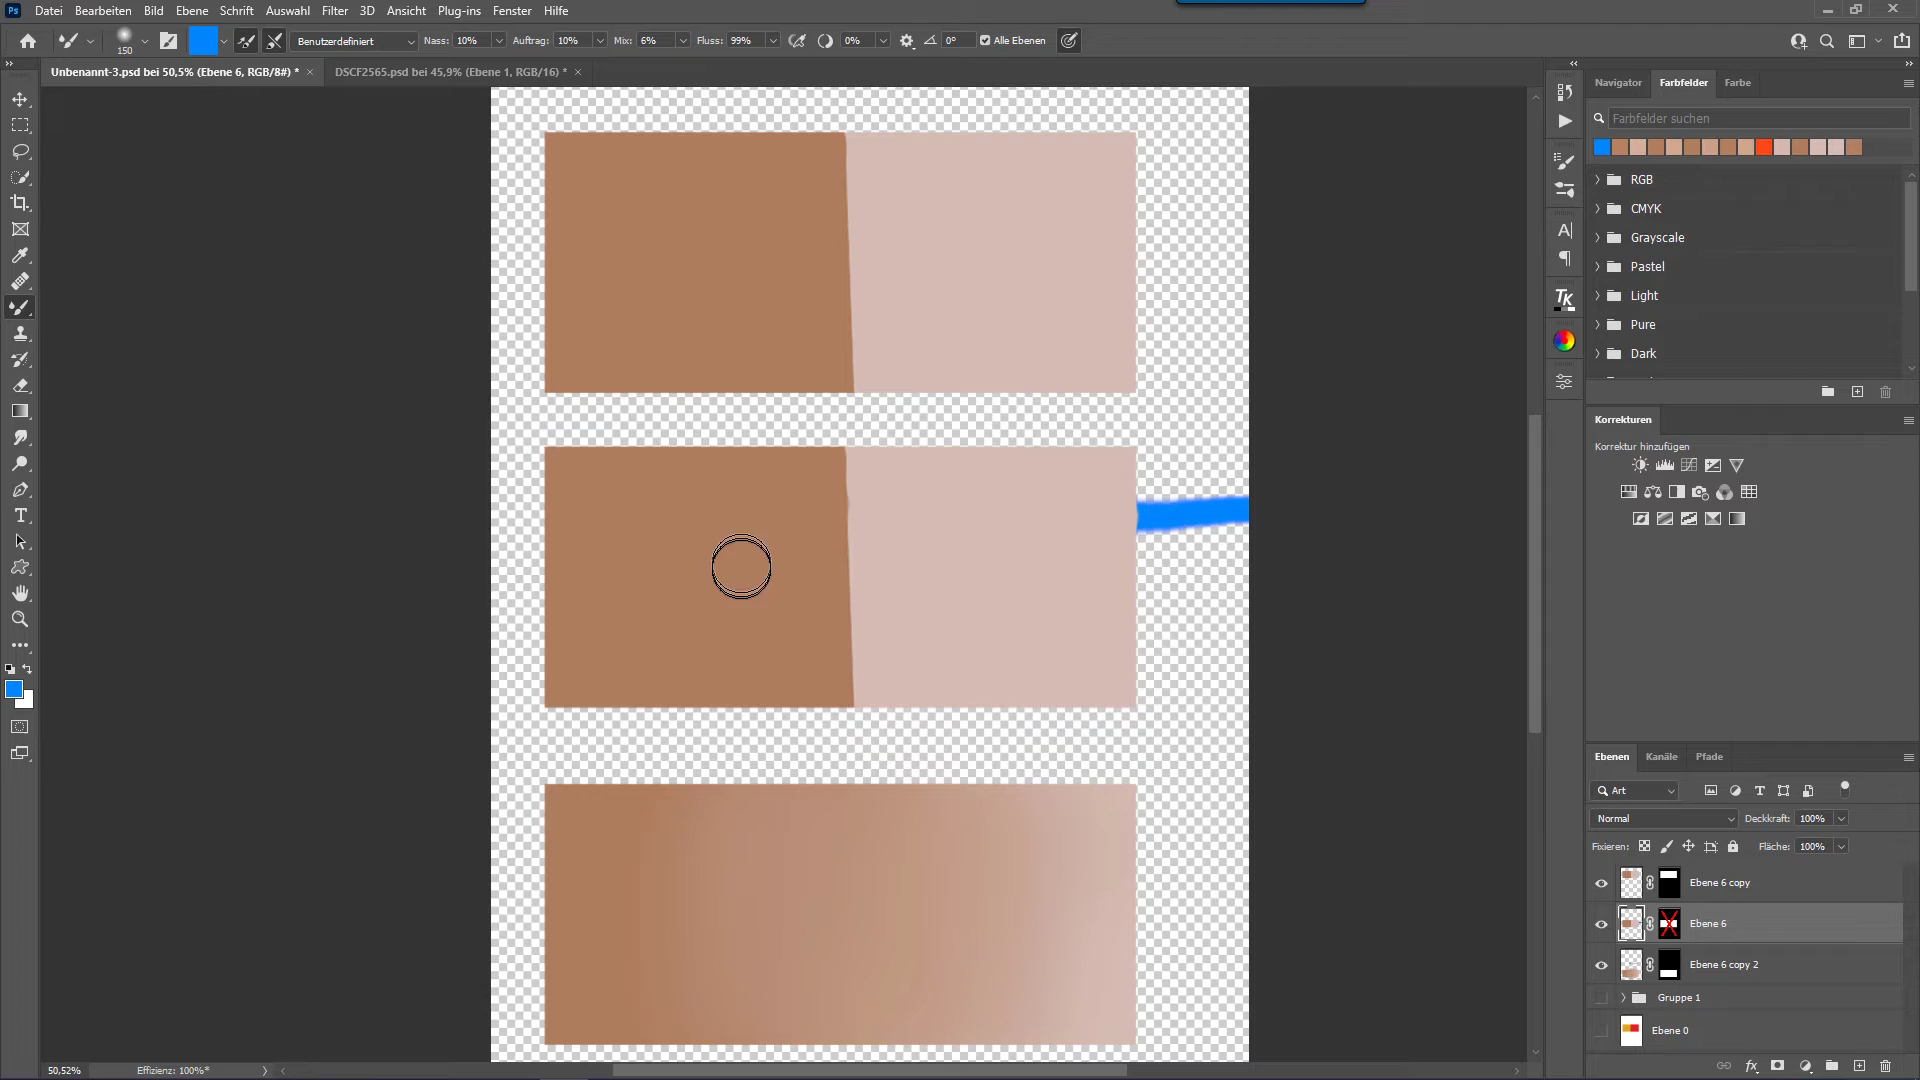 Ps Datei Bearbeiten Bild Ebene Schrift Auswahl Filter 3D Ansicht Plug-ins Fenster Hilfe
150 Benutzerdefiniert Nass: 10% Auftrag: 10% Mix: 6% Fluss: 99% 0% 0° Alle Ebenen
Unbenannt-3.psd bei 50,5% (Ebene 6, RGB/8#) * DSCF2565.psd bei 45,9% (Ebene 1, RGB/16) *
Navigator Farbfelder Farbe
Farbfelder suchen
RGB
CMYK
Grayscale
Pastel
Light
Pure
Dark
Korrekturen
Korrektur hinzufügen
Ebenen Kanäle Pfade
Art
Normal Deckkraft: 100%
Fixieren: Fläche: 100%
Ebene 6 copy
Ebene 6
Ebene 6 copy 2
Gruppe 1
Ebene 0
50,52% Effizienz: 100%*